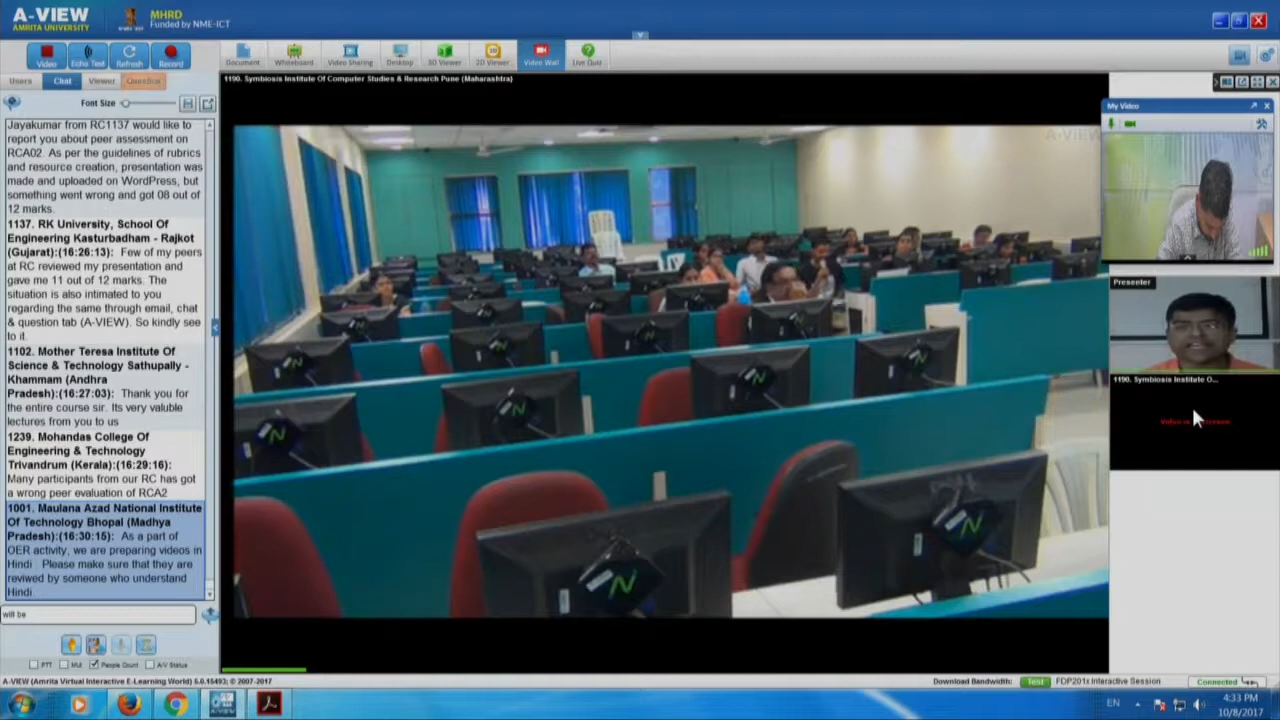 A-VIEW
AMRITA UNIVERSITY
MHRD
Funded by NME-ICT
Video
Echo Test
Refresh
Record
Document
Whiteboard
Video Sharing
Desktop
3D Viewer
2D Viewer
Video Wall
Live Quiz
Users
Chat
Viewer
Question
Font Size
1190. Symbiosis Institute Of Computer Studies & Research Pune (Maharashtra)
Jayakumar from RC1137 would like to
report you about peer assessment on
RCA02. As per the guidelines of rubrics
and resource creation, presentation was
made and uploaded on WordPress, but
something went wrong and got 08 out of
12 marks.
1137. RK University, School Of
Engineering Kasturbadham - Rajkot
(Gujarat):(16:26:13): Few of my peers
at RC reviewed my presentation and
gave me 11 out of 12 marks. The
situation is also intimated to you
regarding the same through email, chat
& question tab (A-VIEW). So kindly see
to it.
1102. Mother Teresa Institute Of
Science & Technology Sathupally -
Khammam (Andhra
Pradesh):(16:27:03): Thank you for
the entire course sir. Its very valuble
lectures from you to us
1239. Mohandas College Of
Engineering & Technology
Trivandrum (Kerala):(16:29:16):
Many participants from our RC has got
a wrong peer evaluation of RCA2
1001. Maulana Azad National Institute
Of Technology Bhopal (Madhya
Pradesh):(16:30:15): As a part of
OER activity, we are preparing videos in
Hindi . Please make sure that they are
reviwed by someone who understand
Hindi.
will be
PTT
Mut
People Count
A/V Status
A-VIEW
My Video
Presenter
1190. Symbiosis Institute O...
Video
A-VIEW (Amrita Virtual Interactive E-Learning World) 5.0.15493; © 2007-2017
Download Bandwidth:
Test
FDP201x Interactive Session
Connected
EN
4:33 PM
10/8/2017